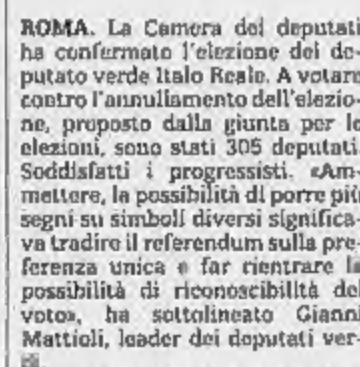 ROMA. La Camera dei deputati
ha confermato l'elezione del de-
putato verde Italo Reale. A votare
contro l'annullamento dell'elezio-
ne, proposto dalla giunta per le
elezioni, sono stati 305 deputati.
Soddisfatti i progressisti. «Am-
mettere, la possibilità di porre più
segni su simboli diversi significa-
va tradire il referendum sulla pre-
ferenza unica e far rientrare la
possibilità di riconoscibilità del
voto», ha sottolineato Gianni
Mattioli, leader dei deputati ver-